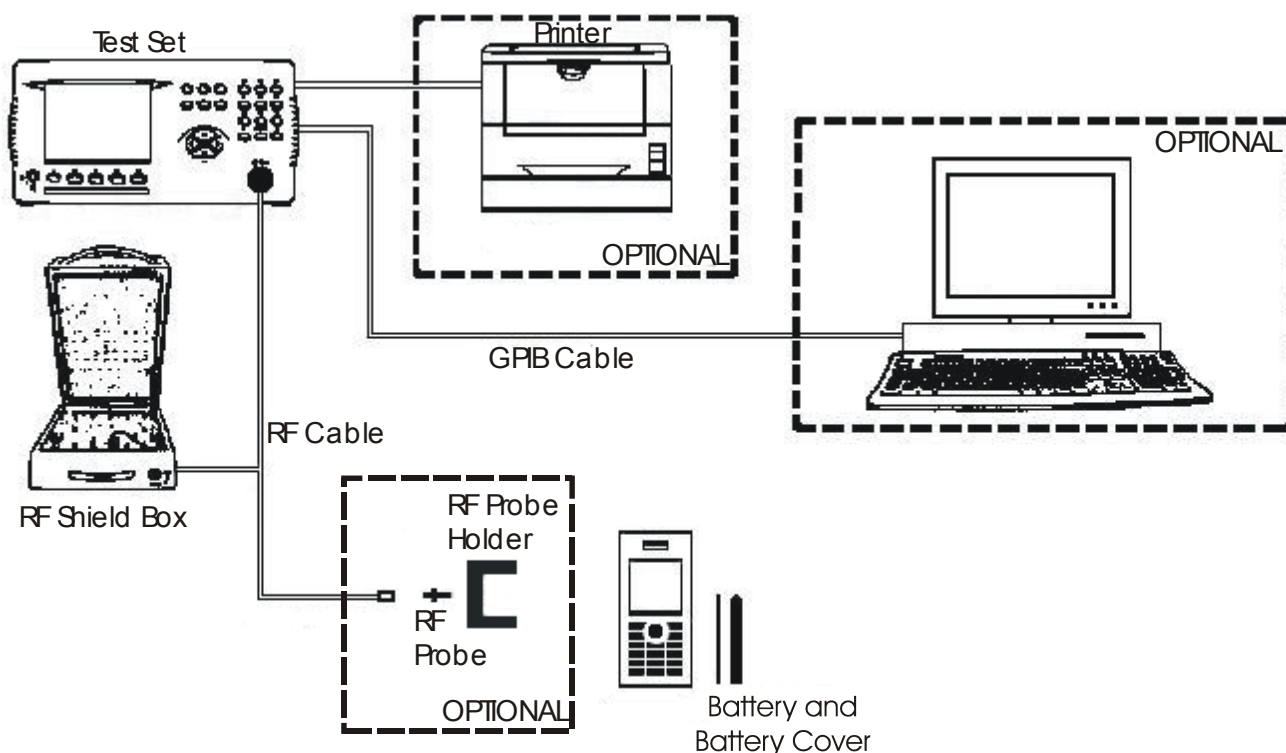 Printer
Test Set
OPTIONAL
OPTIONAL
GPIB Cable
RF Cable
RF Shield Box
RF Probe
Holder
RF
Probe
OPTIONAL
Battery and
Battery Cover